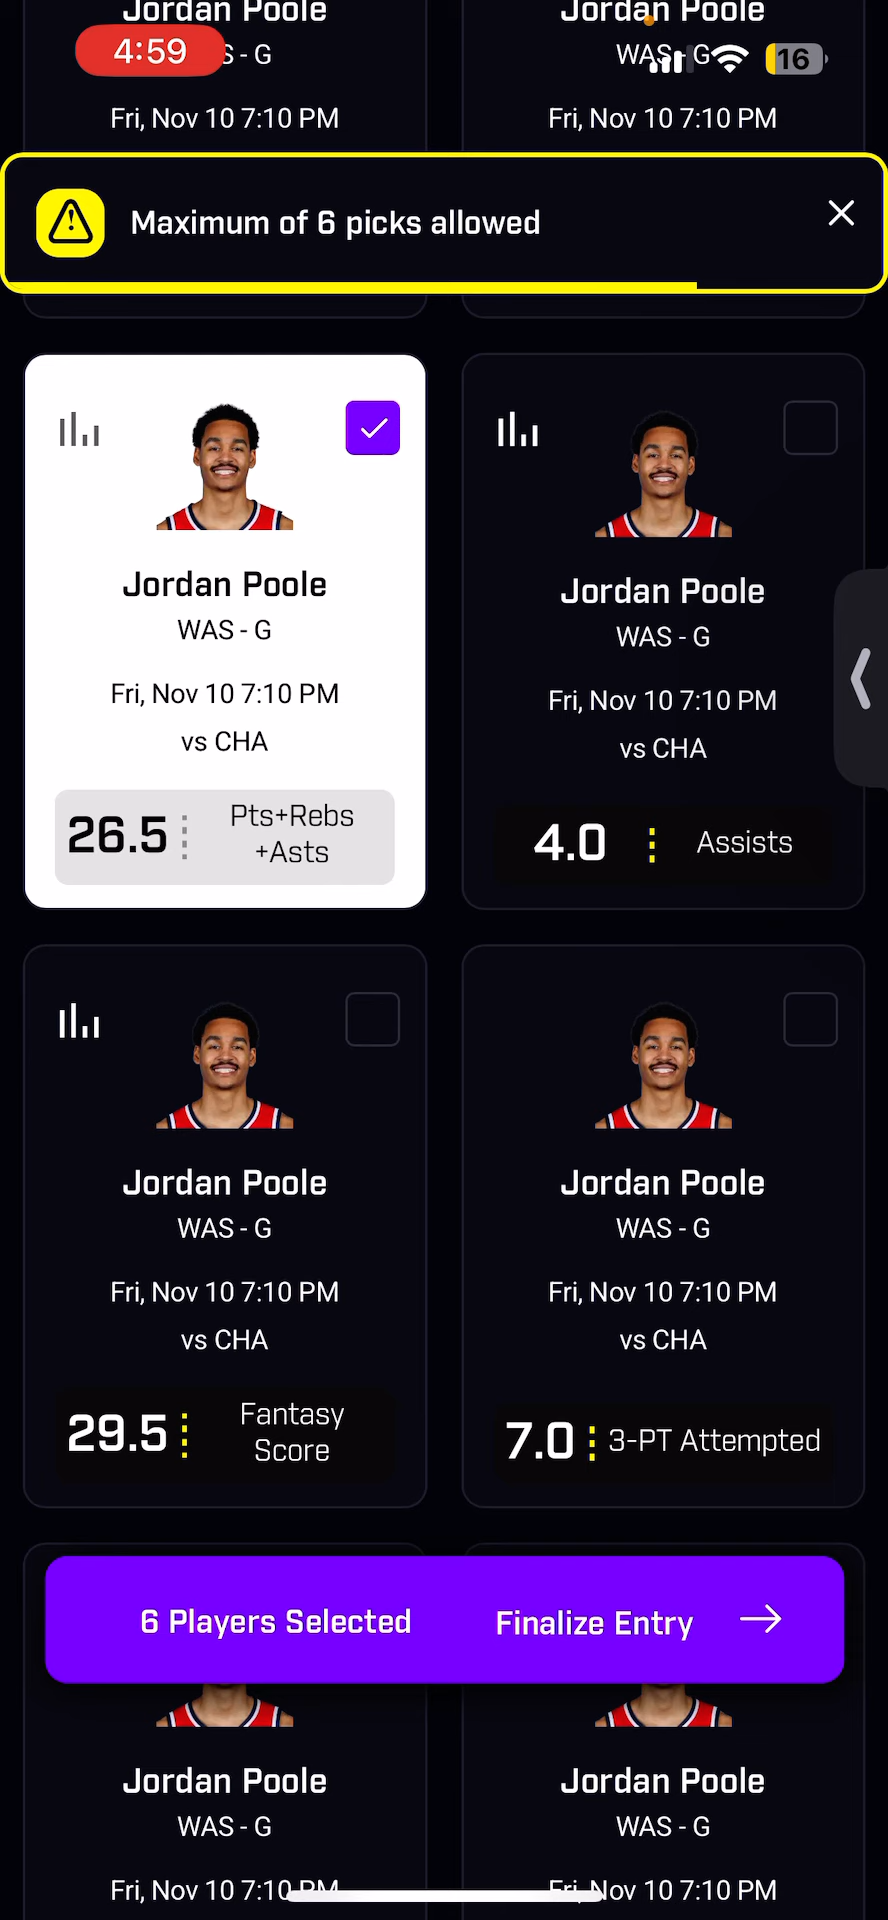 Jordan Poole
Jordan Poole
4:59
S - G
WAS - G
16
Fri, Nov 10 7:10 PM
Fri, Nov 10 7:10 PM
Maximum of 6 picks allowed
Jordan Poole
WAS - G
Fri, Nov 10 7:10 PM
vs CHA
26.5
Pts+Rebs
+Asts
Jordan Poole
WAS - G
Fri, Nov 10 7:10 PM
vs CHA
4.0
Assists
Jordan Poole
WAS - G
Fri, Nov 10 7:10 PM
vs CHA
29.5
Fantasy
Score
Jordan Poole
WAS - G
Fri, Nov 10 7:10 PM
vs CHA
7.0
3-PT Attempted
6 Players Selected
Finalize Entry
Jordan Poole
WAS - G
Fri, Nov 10 7:10 PM
Jordan Poole
WAS - G
Fri, Nov 10 7:10 PM